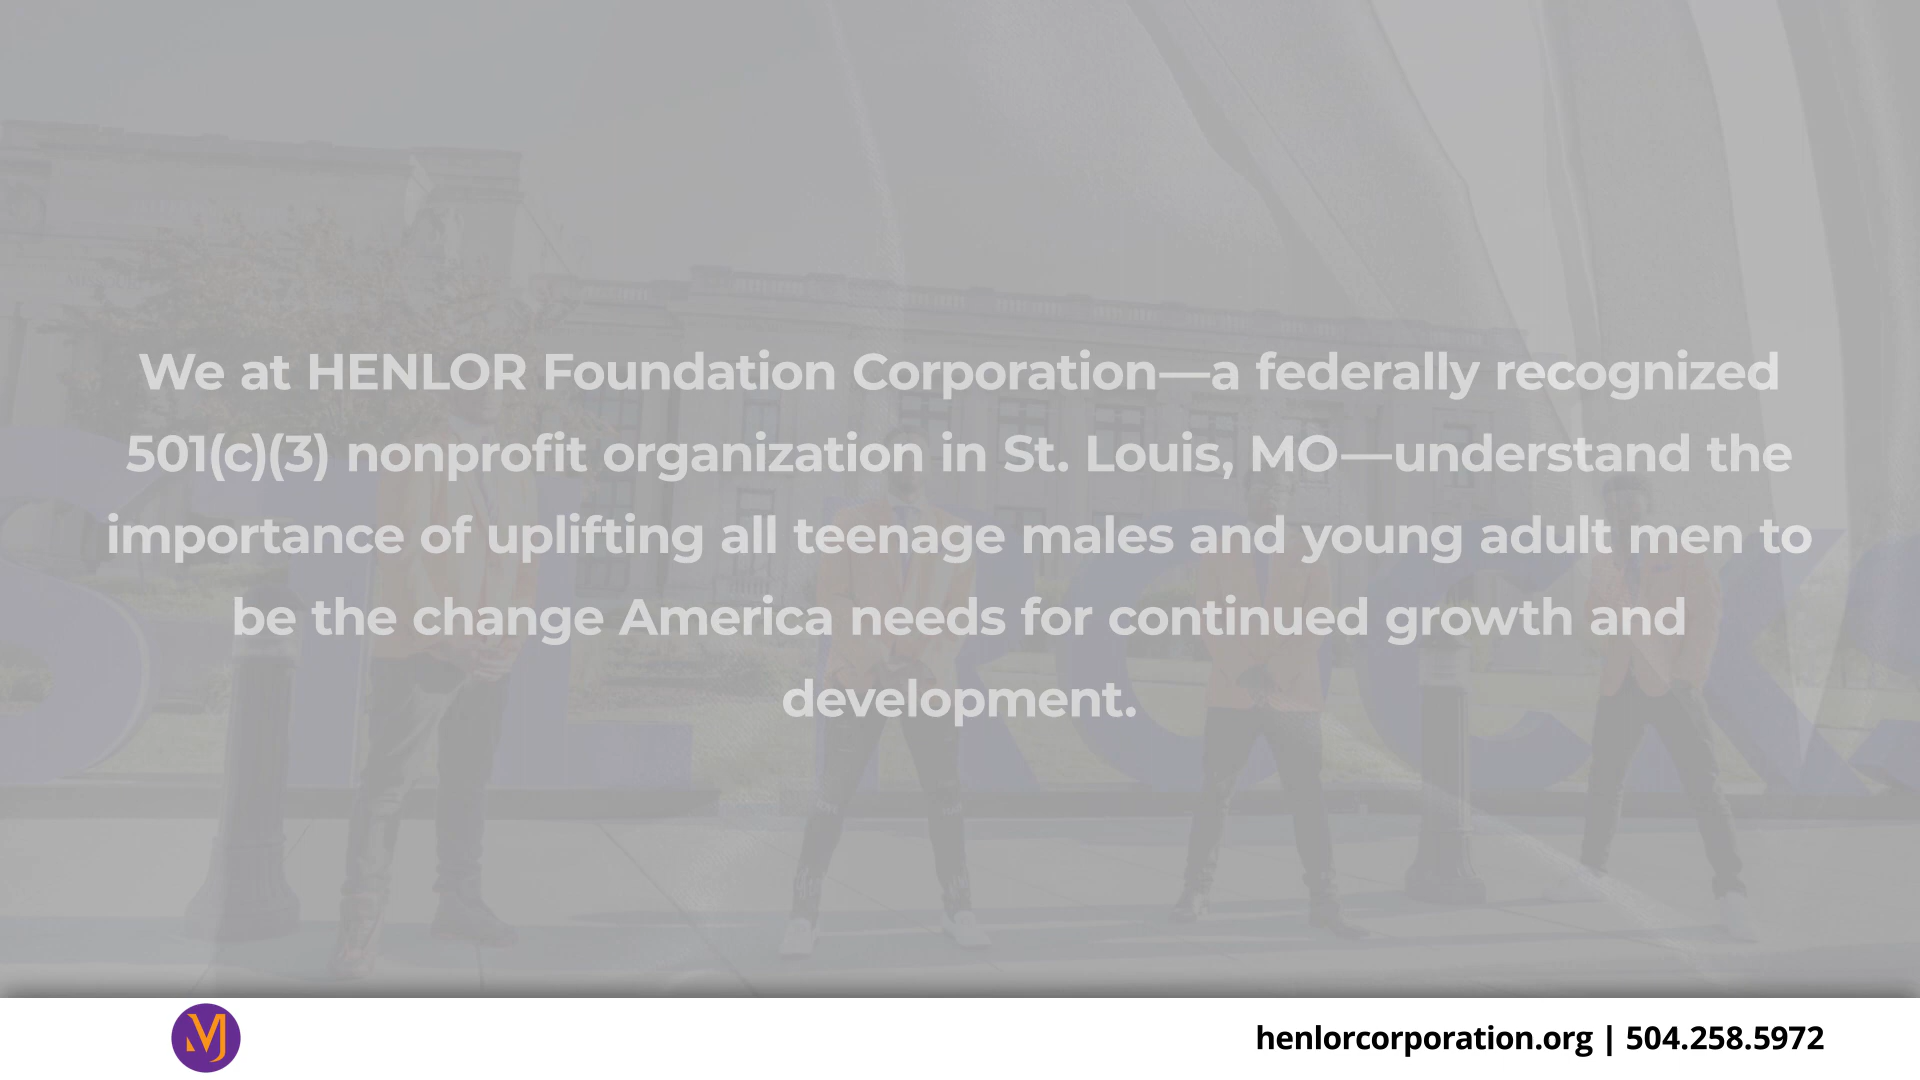 We at HENLOR Foundation Corporation—a federally recognized
501(c)(3) nonprofit organization in St. Louis, MO—understand the
importance of uplifting all teenage males and young adult men to
be the change America needs for continued growth and
development.
MJ
henlorcorporation.org | 504.258.5972